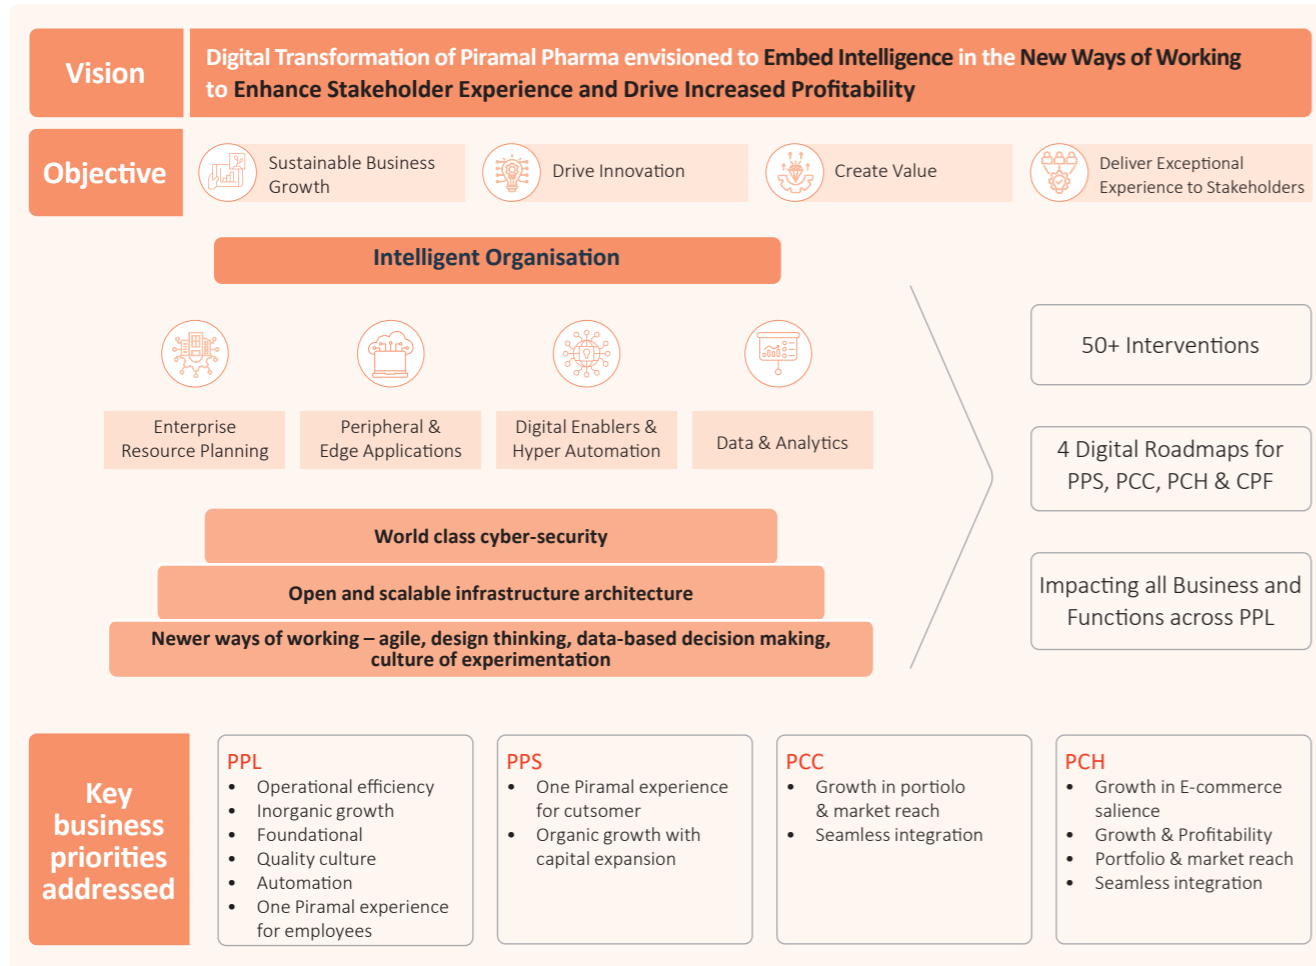 Vision
Digital Transformation of Piramal Pharma envisioned to Embed Intelligence in the New Ways of Working
to Enhance Stakeholder Experience and Drive Increased Profitability
Objective
Sustainable Business
Growth
Drive Innovation
Create Value
Deliver Exceptional
Experience to Stakeholders
Intelligent Organisation
Enterprise
Resource Planning
Peripheral &
Edge Applications
Digital Enablers &
Hyper Automation
Data & Analytics
World class cyber-security
Open and scalable infrastructure architecture
Newer ways of working – agile, design thinking, data-based decision making,
culture of experimentation
50+ Interventions
4 Digital Roadmaps for
PPS, PCC, PCH & CPF
Impacting all Business and
Functions across PPL
Key
business
priorities
addressed
PPL
• Operational efficiency
• Inorganic growth
• Foundational
• Quality culture
• Automation
• One Piramal experience
for employees
PPS
• One Piramal experience
for cutsomer
• Organic growth with
capital expansion
PCC
• Growth in portiolo
& market reach
• Seamless integration
PCH
• Growth in E-commerce
salience
• Growth & Profitability
• Portfolio & market reach
• Seamless integration